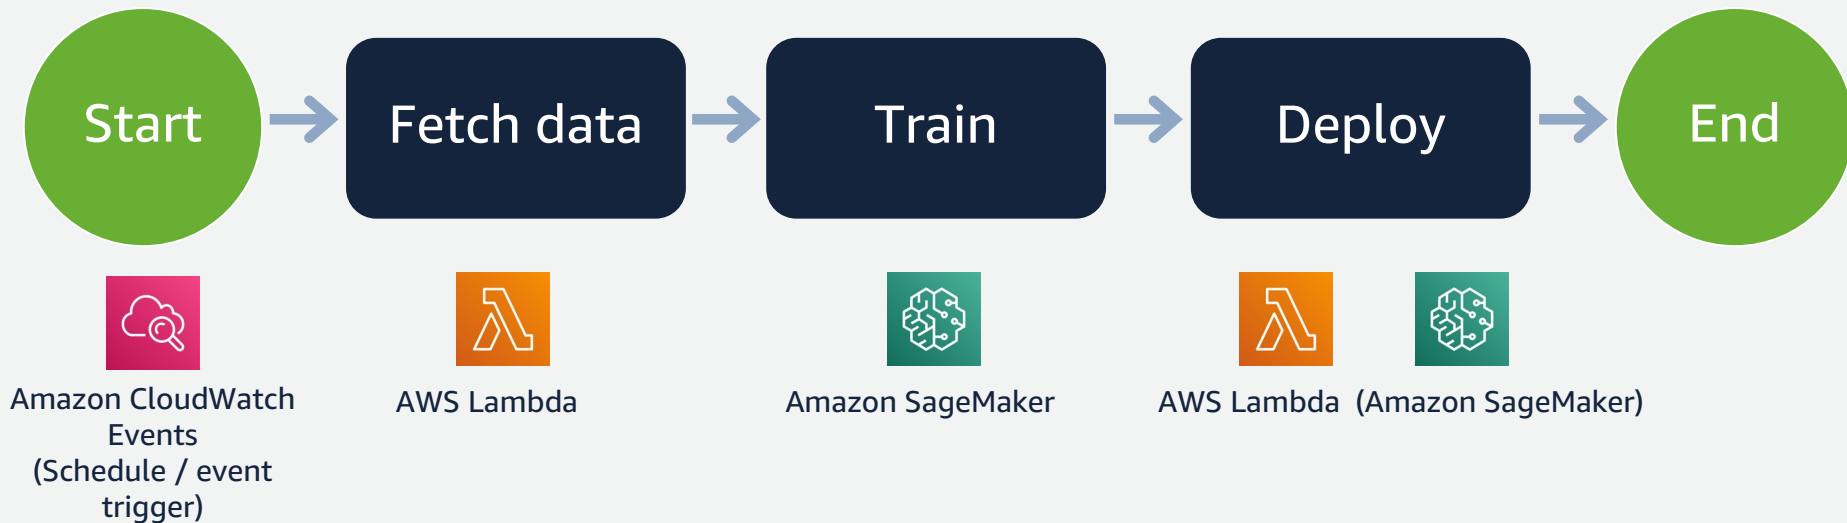 Start
Fetch data
Train
Deploy
End
Amazon CloudWatch
Events
(Schedule / event
trigger)
AWS Lambda
Amazon SageMaker
AWS Lambda
(Amazon SageMaker)